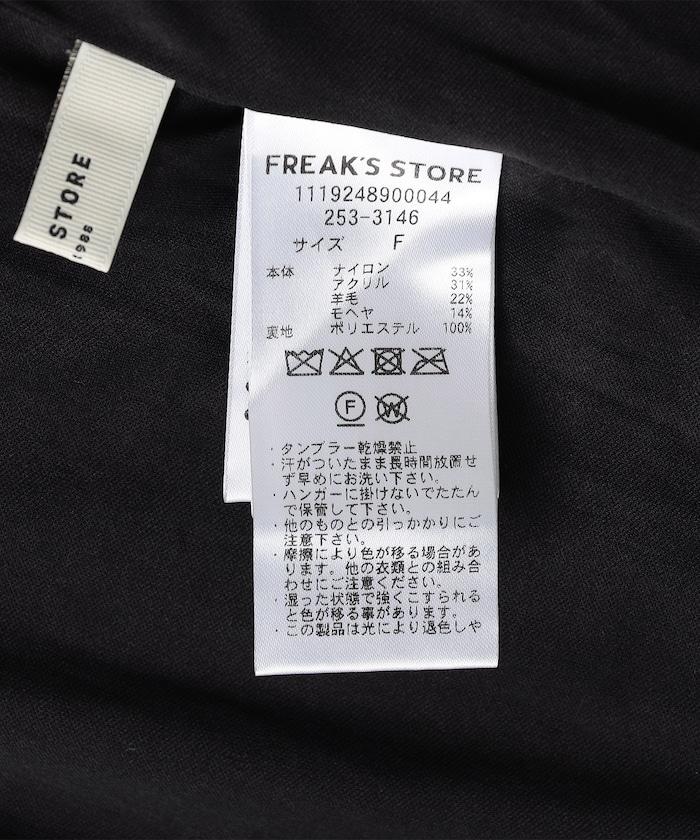 STORE
1986
FREAK'S STORE
1119248900044
253-3146
サイズ F
本体 ナイロン 33%
アクリル 31%
羊毛 22%
モヘヤ 14%
裏地 ポリエステル 100%
F W
・タンブラー乾燥禁止
・汗がついたまま長時間放置せ
ず早めにお洗い下さい。
・ハンガーに掛けないでたたん
で保管して下さい。
・他のものとの引っかかりにご
注意下さい。
・摩擦により色が移る場合があ
ります。他の衣類との組み合
わせにご注意ください。
・湿った状態で強くこすられる
と色が移る事があります。
・この製品は光により退色しや